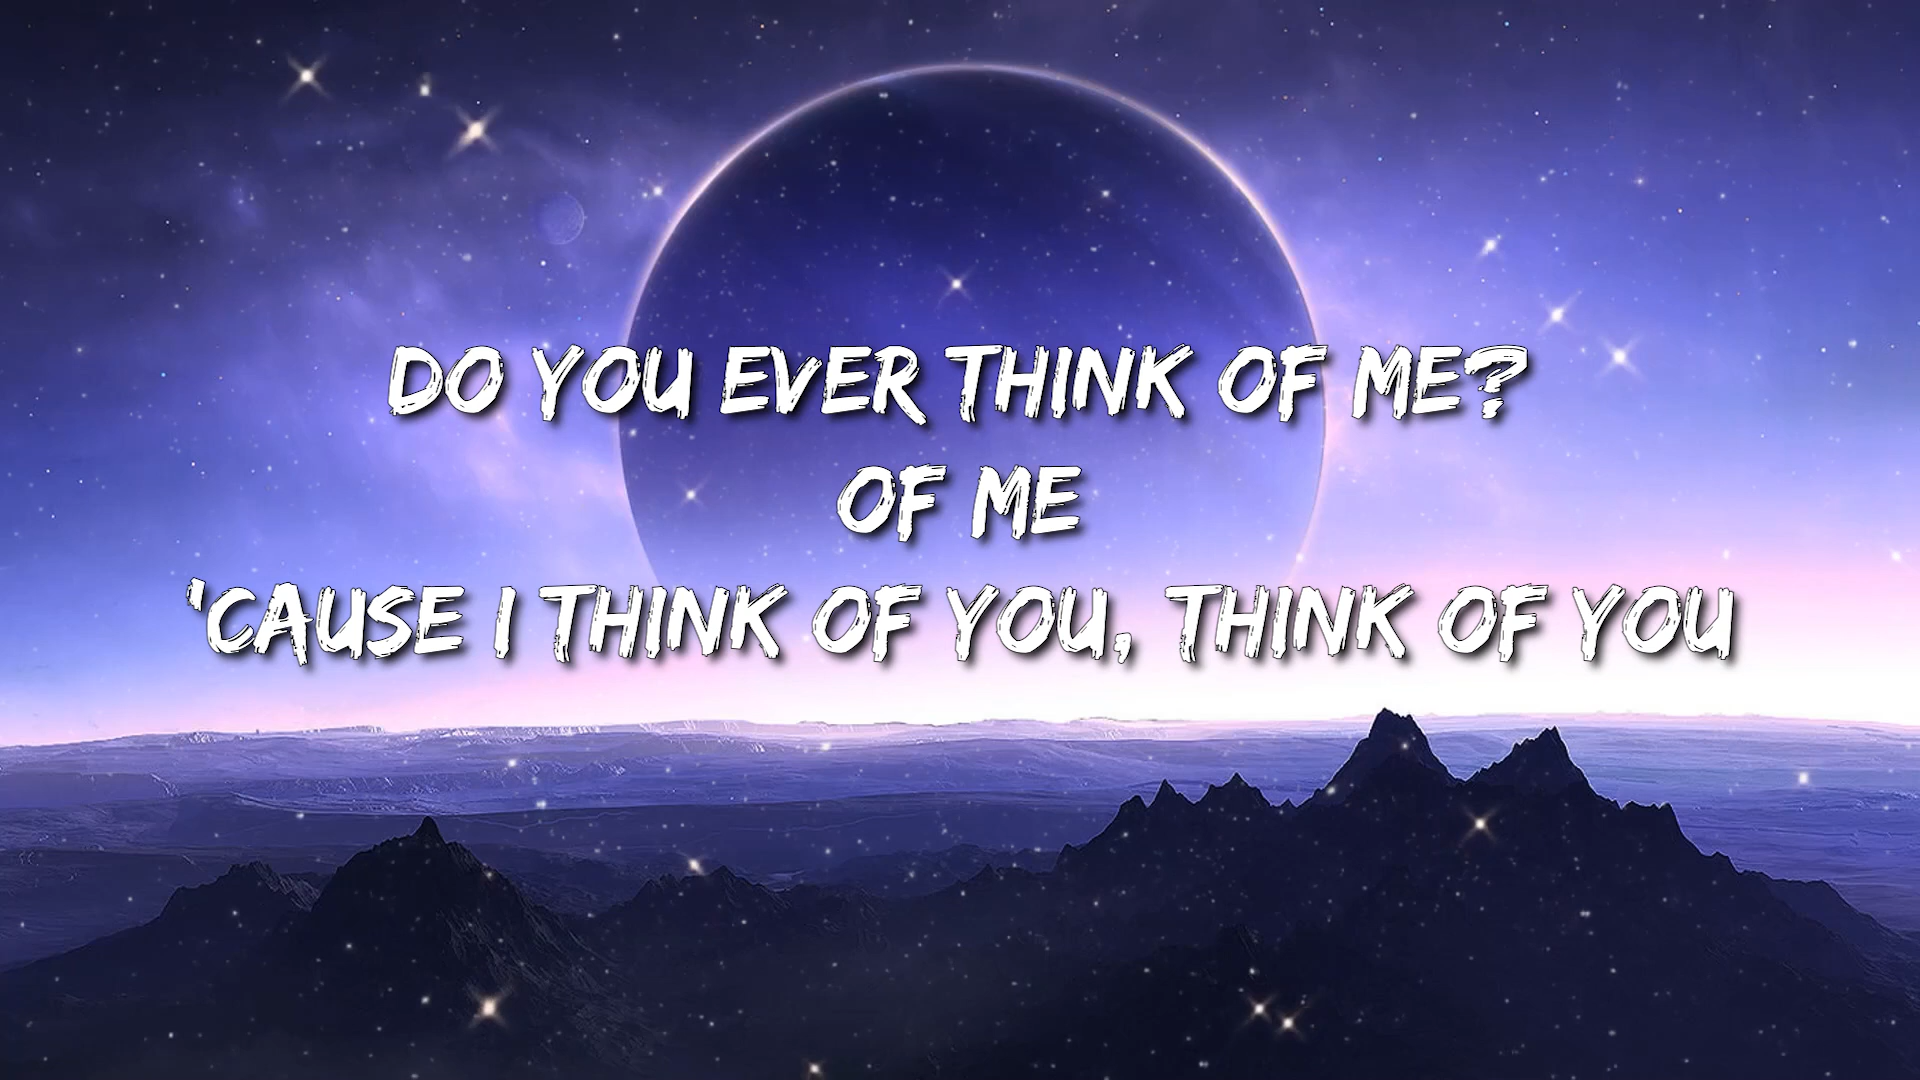 DO YOU EVER THINK OF ME?
OF ME
'CAUSE I THINK OF YOU, THINK OF YOU